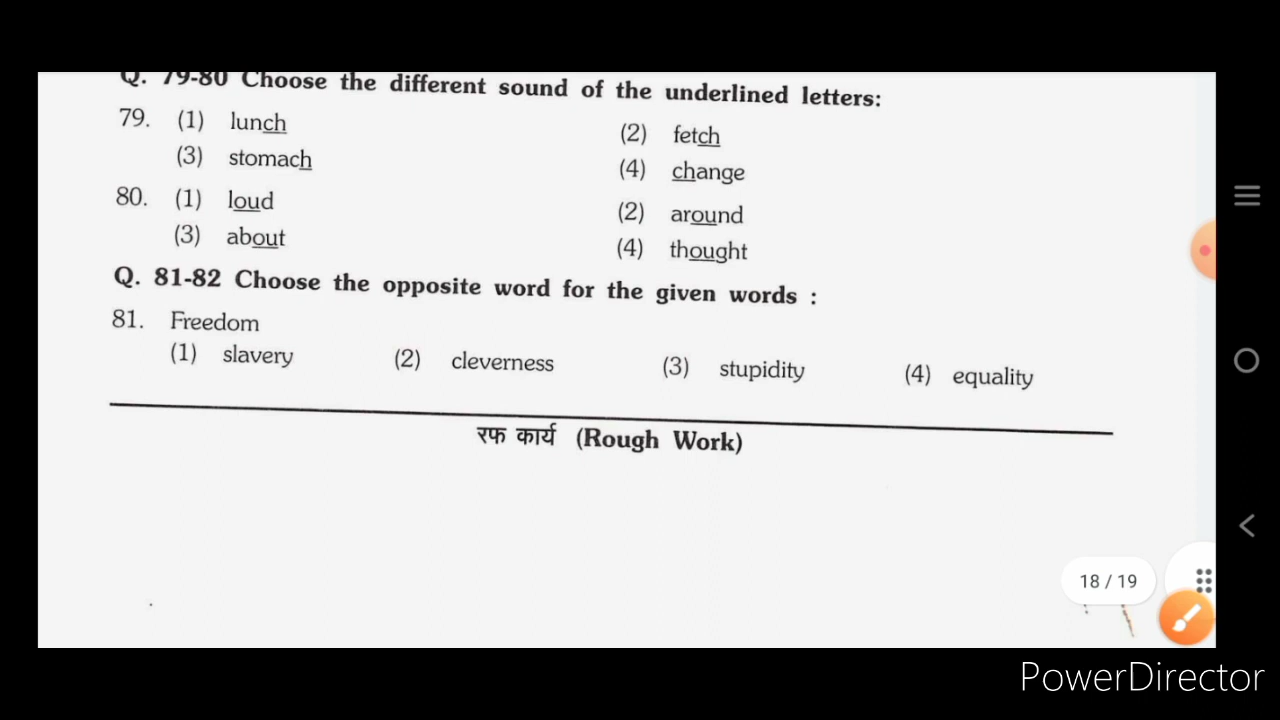 Q. 79-80 Choose the different sound of the underlined letters:
79. (1) lunch (2) fetch
(3) stomach (4) change
80. (1) loud (2) around
(3) about (4) thought
Q. 81-82 Choose the opposite word for the given words :
81. Freedom
(1) slavery (2) cleverness (3) stupidity (4) equality
रफ कार्य (Rough Work)
18 / 19
PowerDirector